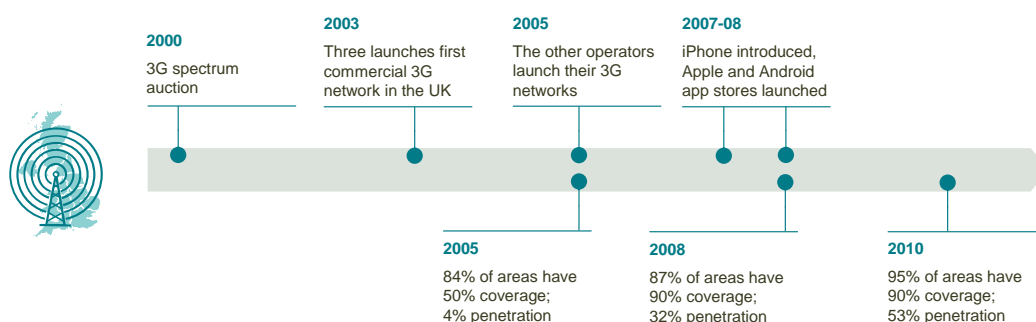 2000
3G spectrum
auction
2003
Three launches first
commercial 3G
network in the UK
2005
The other operators
launch their 3G
networks
2007-08
iPhone introduced,
Apple and Android
app stores launched
2005
84% of areas have
50% coverage;
4% penetration
2008
87% of areas have
90% coverage;
32% penetration
2010
95% of areas have
90% coverage;
53% penetration